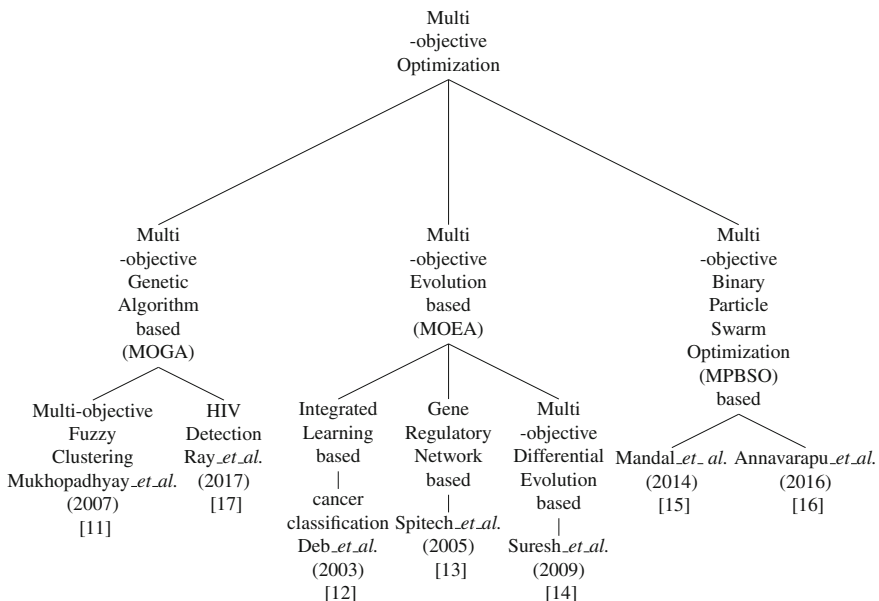 Multi
-objective
Optimization
Multi
-objective
Genetic
Algorithm
based
(MOGA)
Multi
-objective
Evolution
based
(MOEA)
Multi
-objective
Binary
Particle
Swarm
Optimization
(MPBSO)
based
Multi-objective
Fuzzy
Clustering
Mukhopadhyay_et_al.
(2007)
[11]
HIV
Detection
Ray_et_al.
(2017)
[17]
Integrated
Learning
based
cancer
classification
Deb_et_al.
(2003)
[12]
Gene
Regulatory
Network
based
Spitech_et_al.
(2005)
[13]
Multi
-objective
Differential
Evolution
based
Suresh_et_al.
(2009)
[14]
Mandal_et_al.
(2014)
[15]
Annavarapu_et_al.
(2016)
[16]